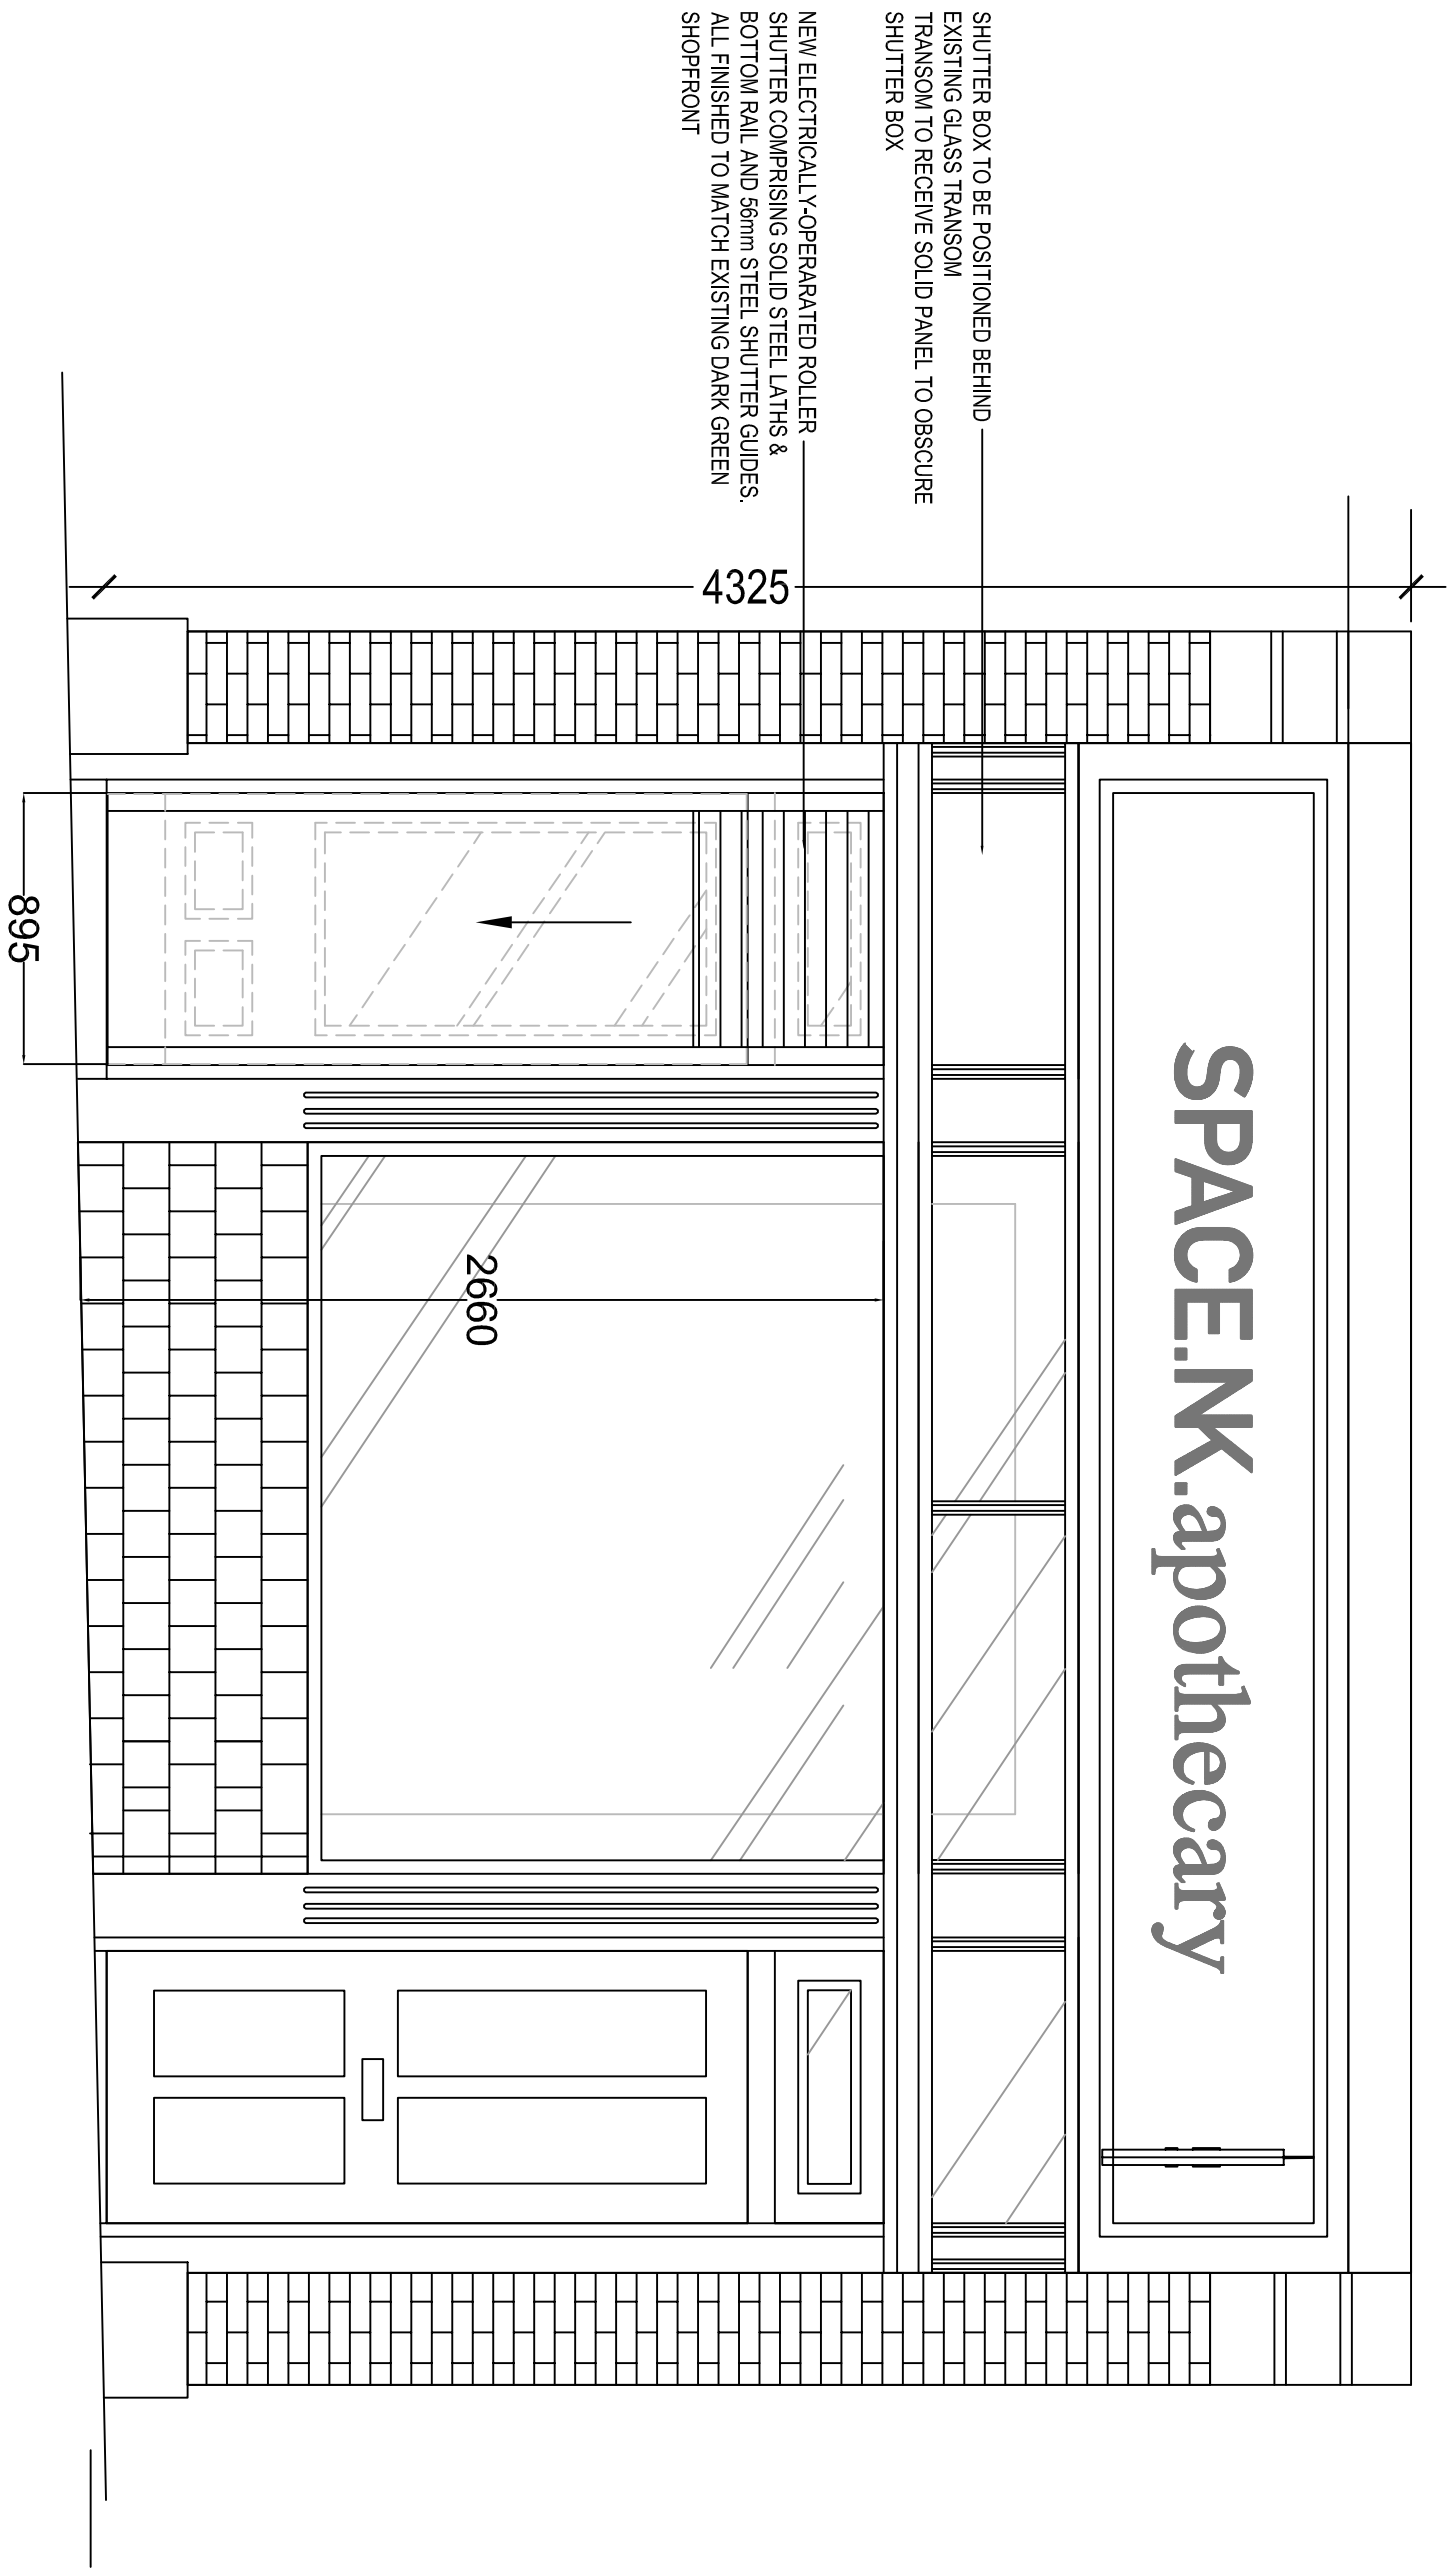 SPACE.NK.apothecary
SHUTTER BOX TO BE POSITIONED BEHIND
EXISTING GLASS TRANSOM
TRANSOM TO RECEIVE SOLID PANEL TO OBSCURE
SHUTTER BOX
NEW ELECTRICALLY-OPERARATED ROLLER
SHUTTER COMPRISING SOLID STEEL LATHS &
BOTTOM RAIL AND 56mm STEEL SHUTTER GUIDES.
ALL FINISHED TO MATCH EXISTING DARK GREEN
SHOPFRONT
4325
2660
895